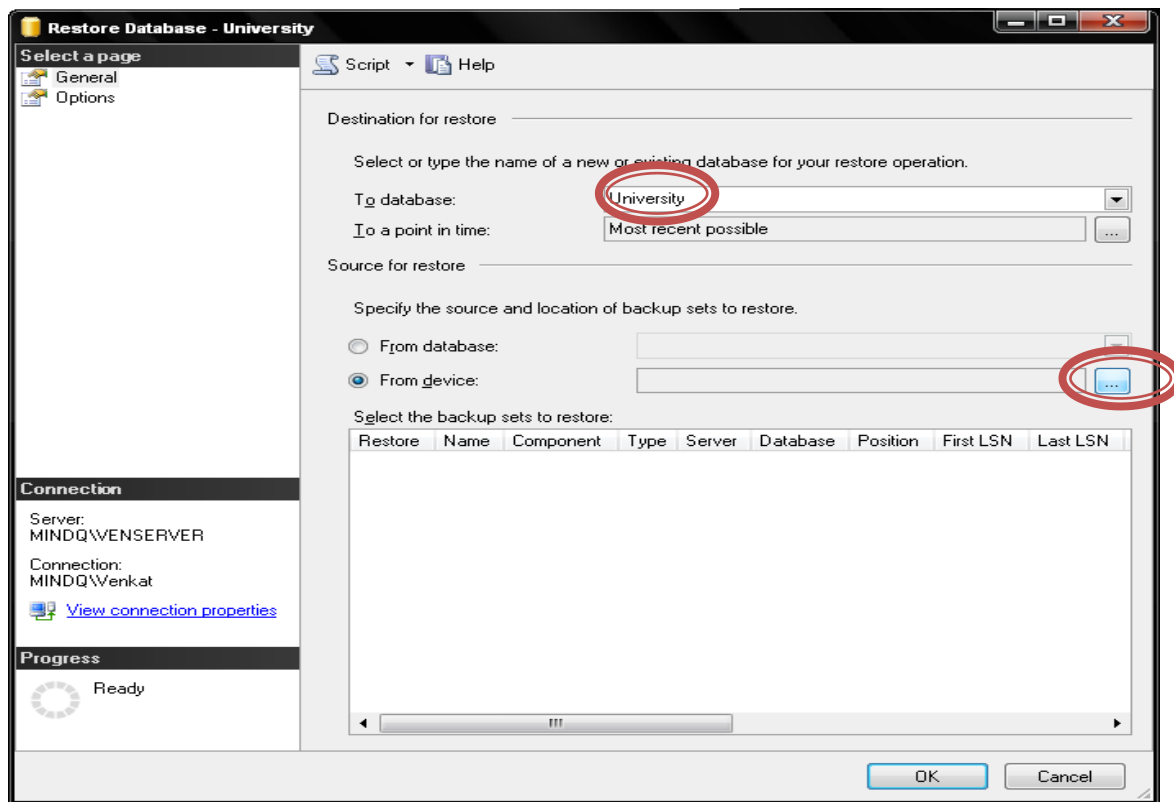 Restore Database - University
Select a page
General
Options
Script
Help
Destination for restore
Select or type the name of a new or existing database for your restore operation.
To database:
University
To a point in time:
Most recent possible
...
Source for restore
Specify the source and location of backup sets to restore.
From database:
From device:
...
Select the backup sets to restore:
Restore Name Component Type Server Database Position First LSN Last LSN
Connection
Server:
MINDQ\VENSERVER
Connection:
MINDQ\Venkat
View connection properties
Progress
Ready
OK
Cancel